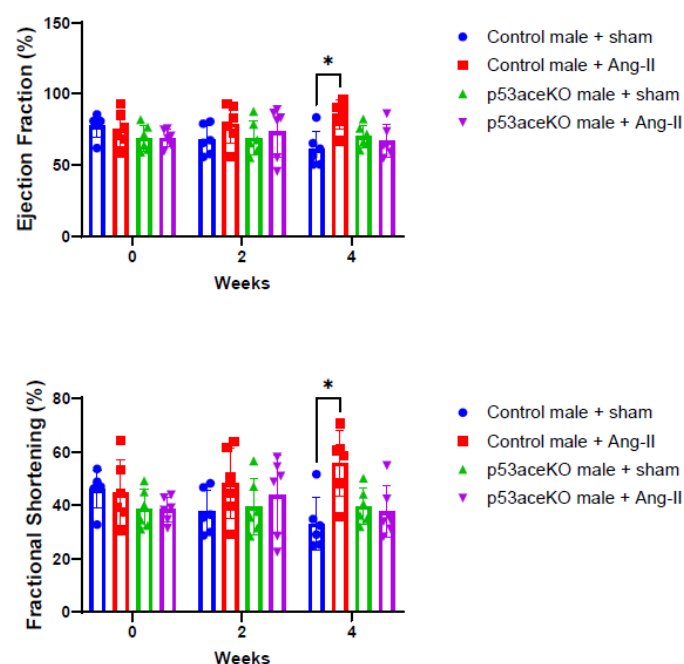 150
100
50
0
Ejection Fraction (%)
*
0 2 4
Weeks
Control male + sham
Control male + Ang-II
p53aceKO male + sham
p53aceKO male + Ang-II
80
60
40
20
0
Fractional Shortening (%)
*
0 2 4
Weeks
Control male + sham
Control male + Ang-II
p53aceKO male + sham
p53aceKO male + Ang-II